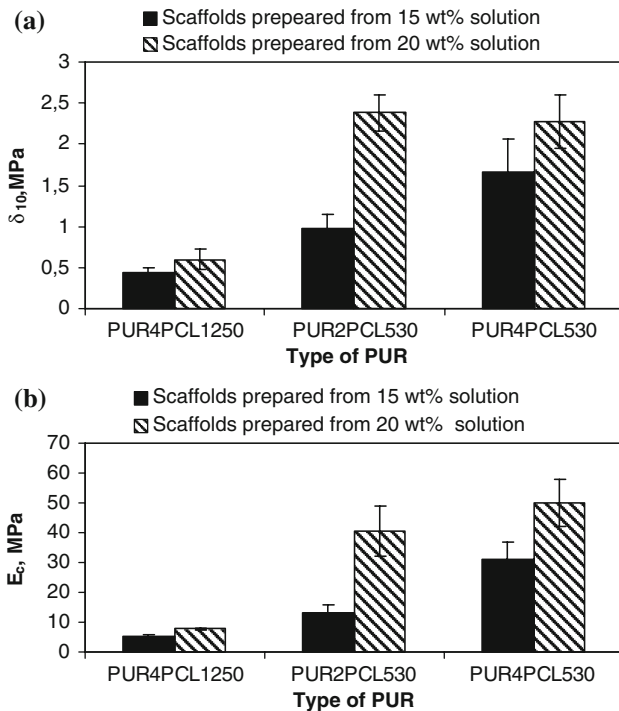 (a)
Scaffolds prepeared from 15 wt% solution
Scaffolds prepeared from 20 wt% solution
3
2,5
2
1,5
1
0,5
0
δ10,MPa
PUR4PCL1250 PUR2PCL530 PUR4PCL530
Type of PUR
(b)
Scaffolds prepared from 15 wt% solution
Scaffolds prepared from 20 wt% solution
70
60
50
40
30
20
10
0
Ec, MPa
PUR4PCL1250 PUR2PCL530 PUR4PCL530
Type of PUR